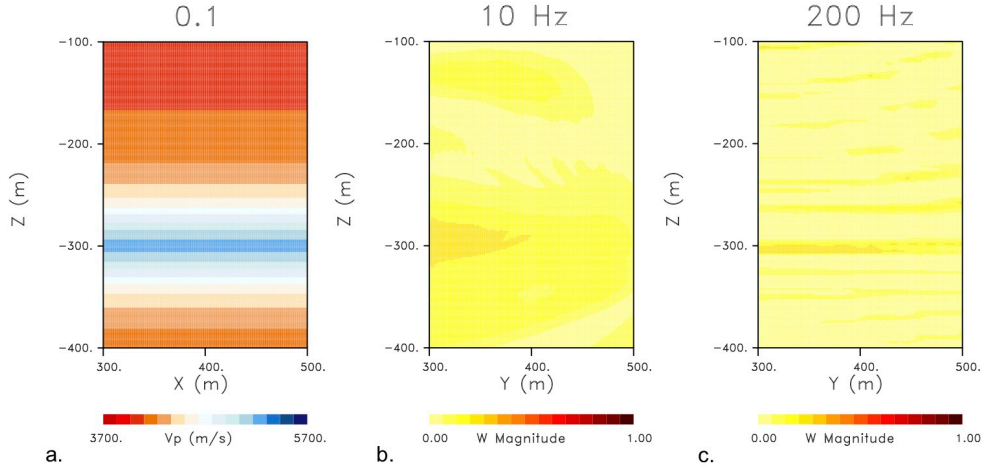 0.1
10 Hz
200 Hz
-100.
-200.
-300.
-400.
Z (m)
300.
400.
500.
X (m)
3700.
Vp (m/s)
5700.
a.
-100.
-200.
-300.
-400.
Z (m)
300.
400.
500.
Y (m)
0.00
W Magnitude
1.00
b.
-100.
-200.
-300.
-400.
Z (m)
300.
400.
500.
Y (m)
0.00
W Magnitude
1.00
c.